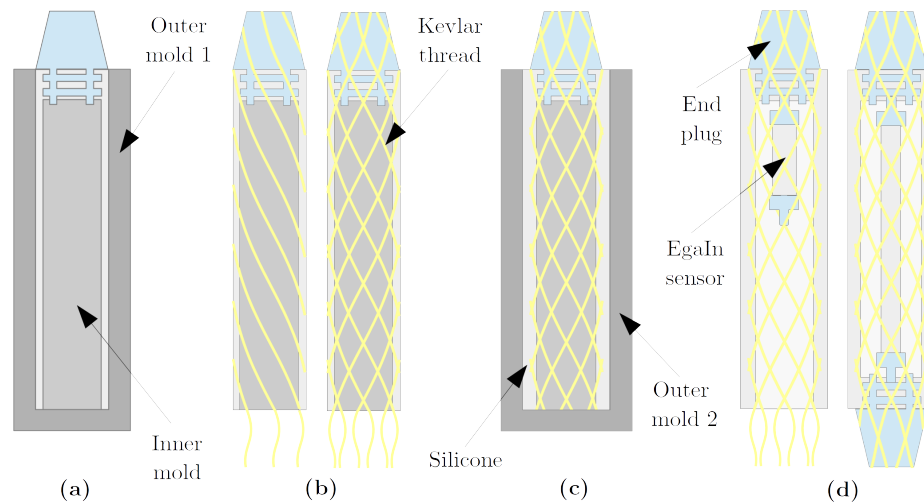 Outer
mold 1
Kevlar
thread
End
plug
EgaIn
sensor
Inner
mold
Silicone
Outer
mold 2
(a)
(b)
(c)
(d)